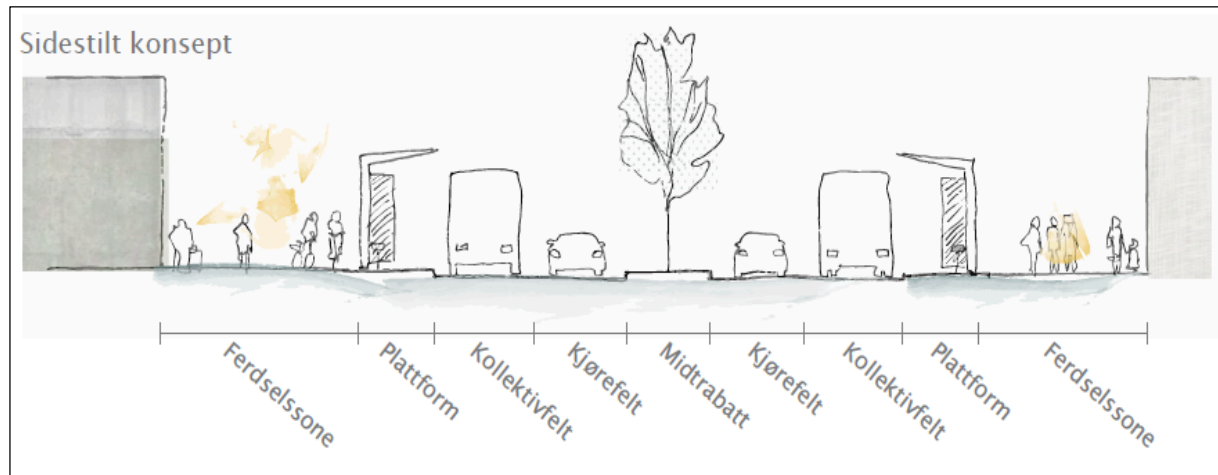 Sidestilt konsept
Ferdselssone
Plattform
Kollektivfelt
Kjørefelt
Midtrabatt
Kjørefelt
Kollektivfelt
Plattform
Ferdselssone